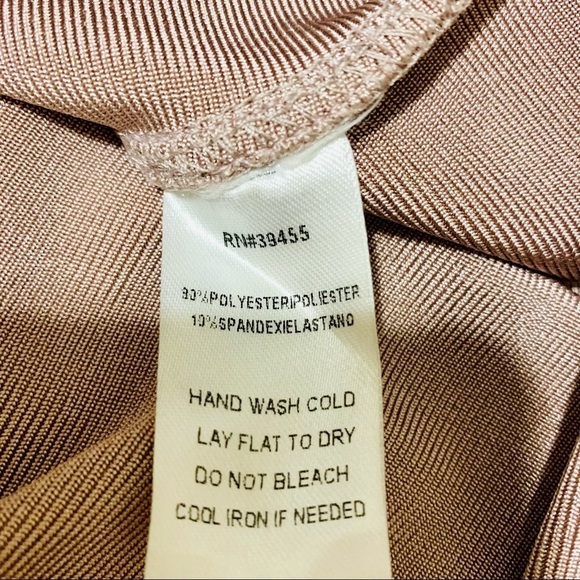 RN#39455
90%POLYESTER|POLIESTER
10%SPANDEX|ELASTANO
HAND WASH COLD
LAY FLAT TO DRY
DO NOT BLEACH
COOL IRON IF NEEDED